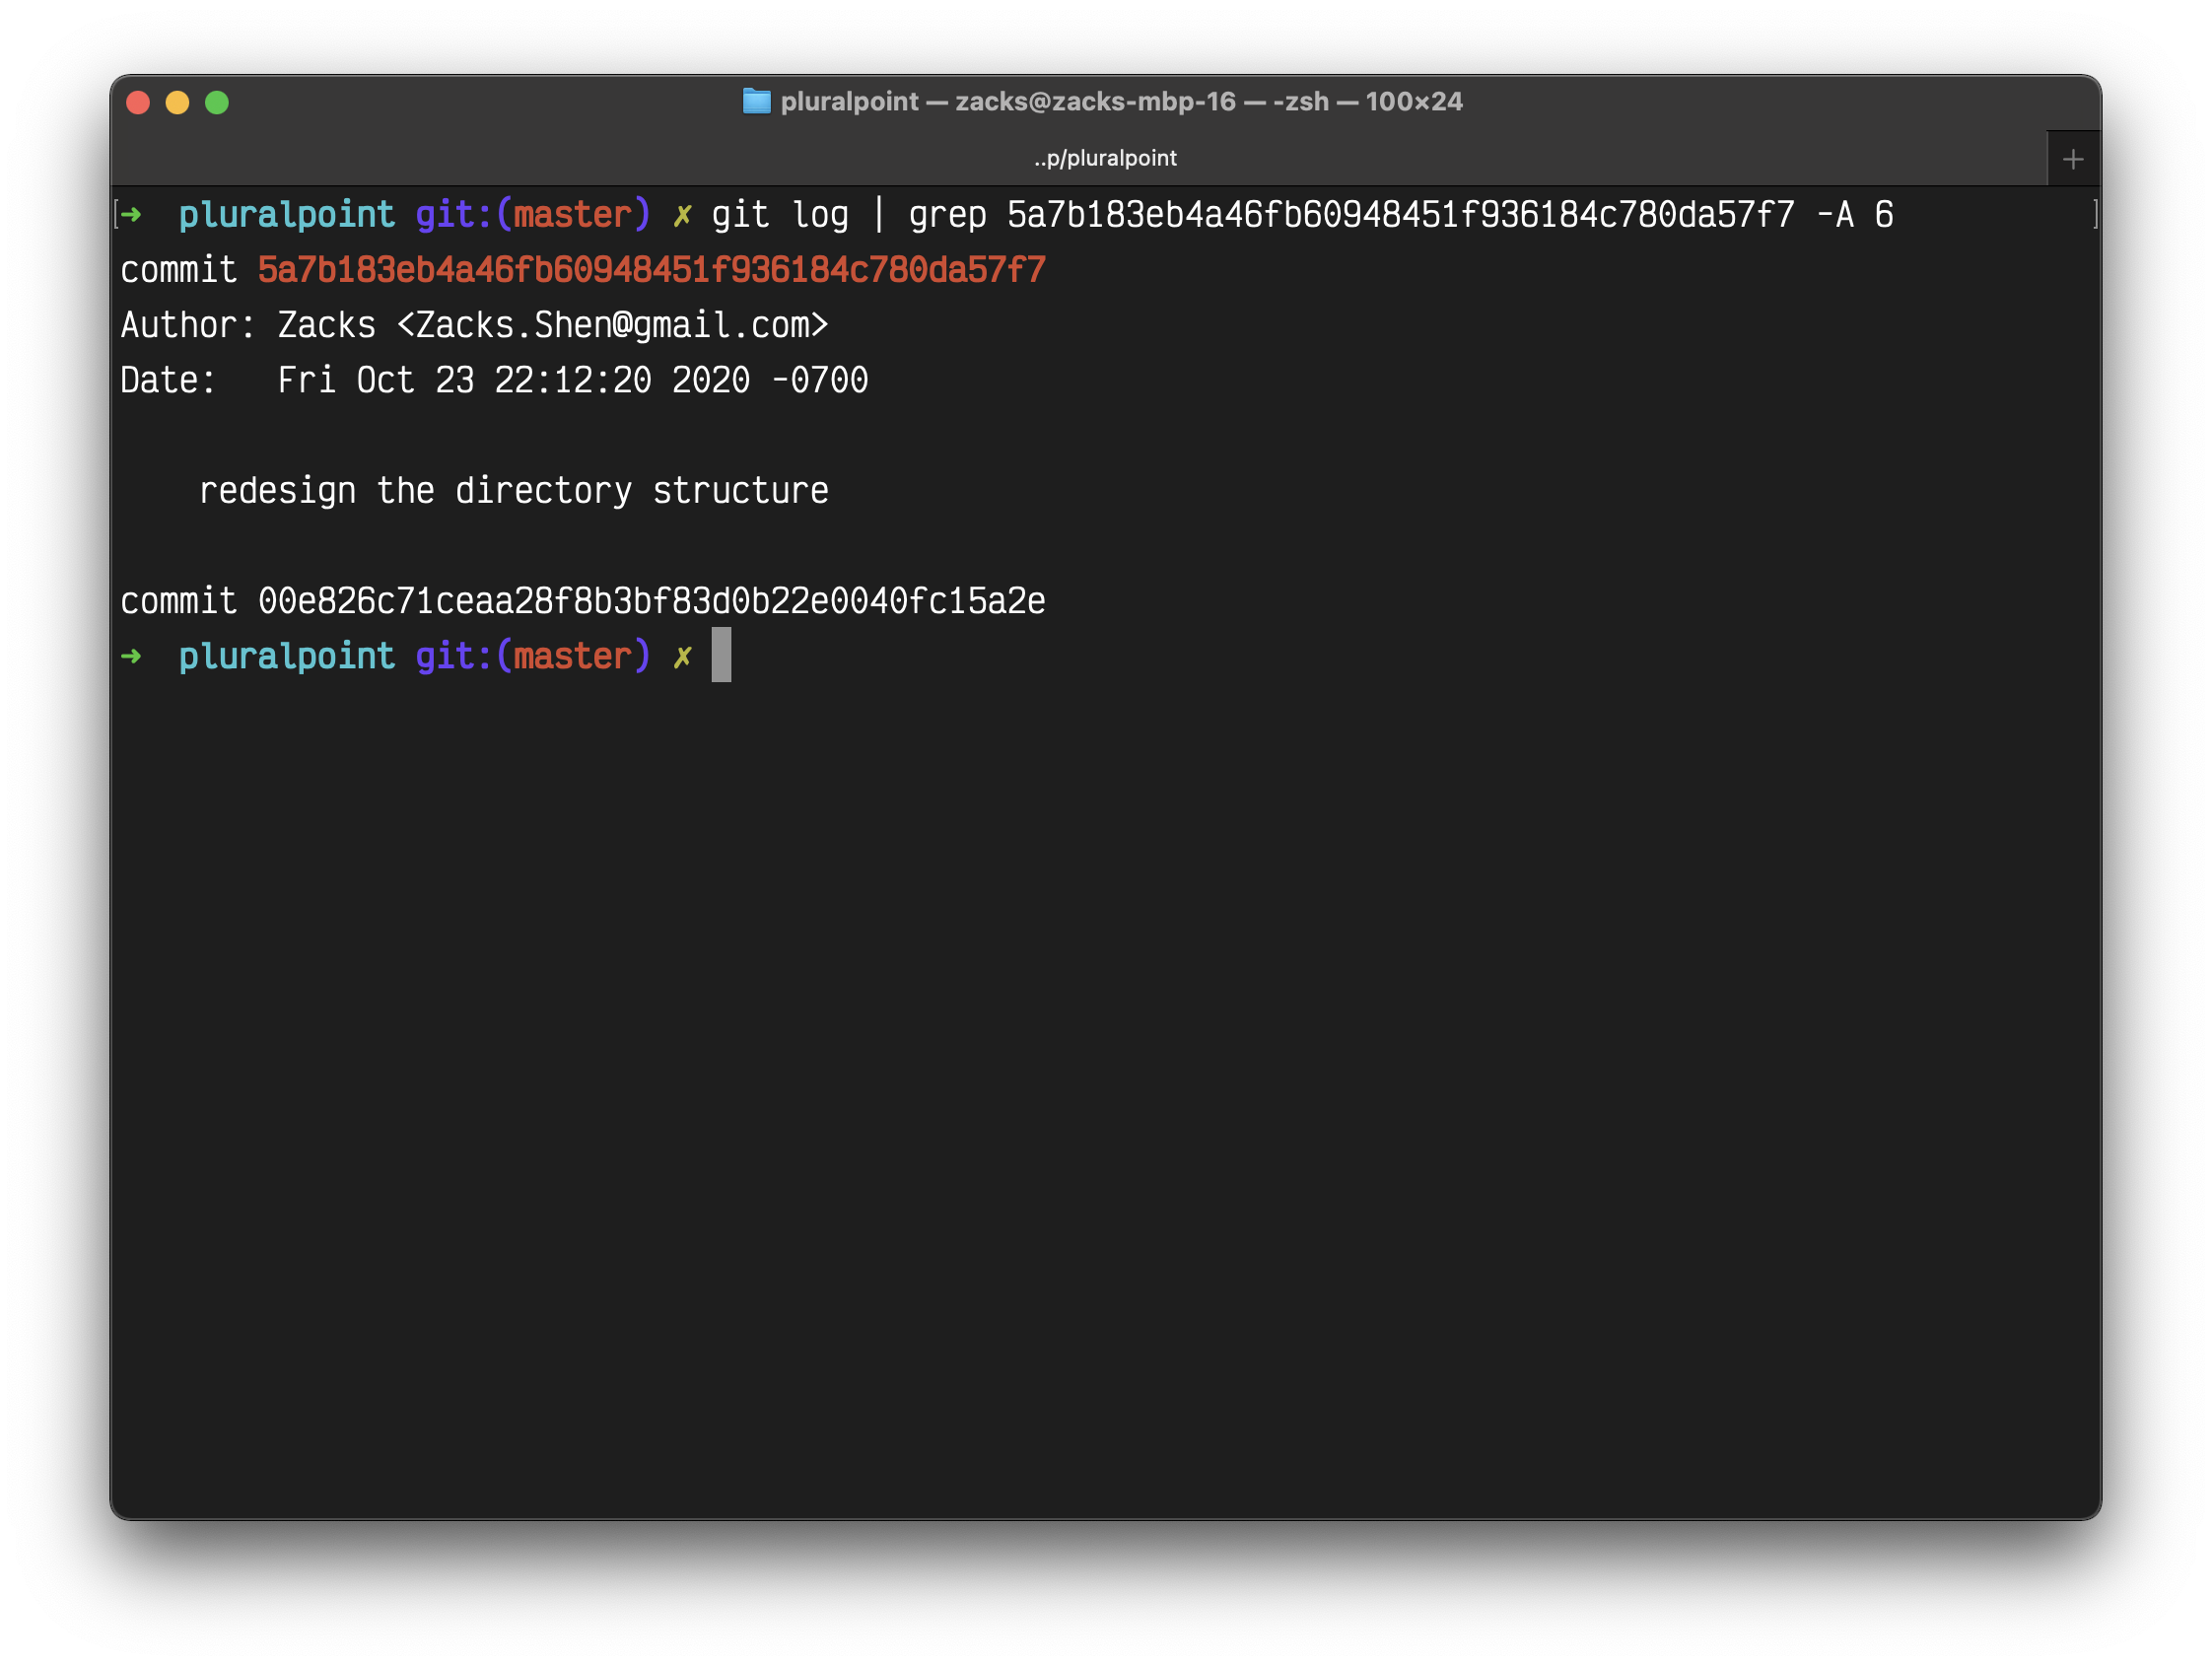 pluralpoint — zacks@zacks-mbp-16 — -zsh — 100×24
..p/pluralpoint
[➜  pluralpoint git:(master) ✗ git log | grep 5a7b183eb4a46fb60948451f936184c780da57f7 -A 6 ]
commit 5a7b183eb4a46fb60948451f936184c780da57f7
Author: Zacks <Zacks.Shen@gmail.com>
Date:   Fri Oct 23 22:12:20 2020 -0700
    redesign the directory structure
commit 00e826c71ceaa28f8b3bf83d0b22e0040fc15a2e
➜  pluralpoint git:(master) ✗